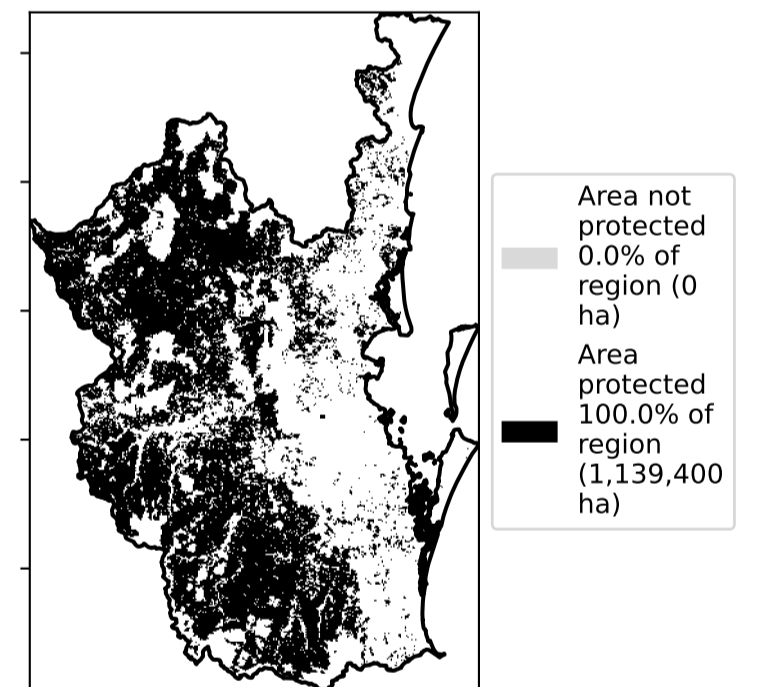 Area not
protected
0.0% of
region (0
ha)
Area
protected
100.0% of
region
(1,139,400
ha)